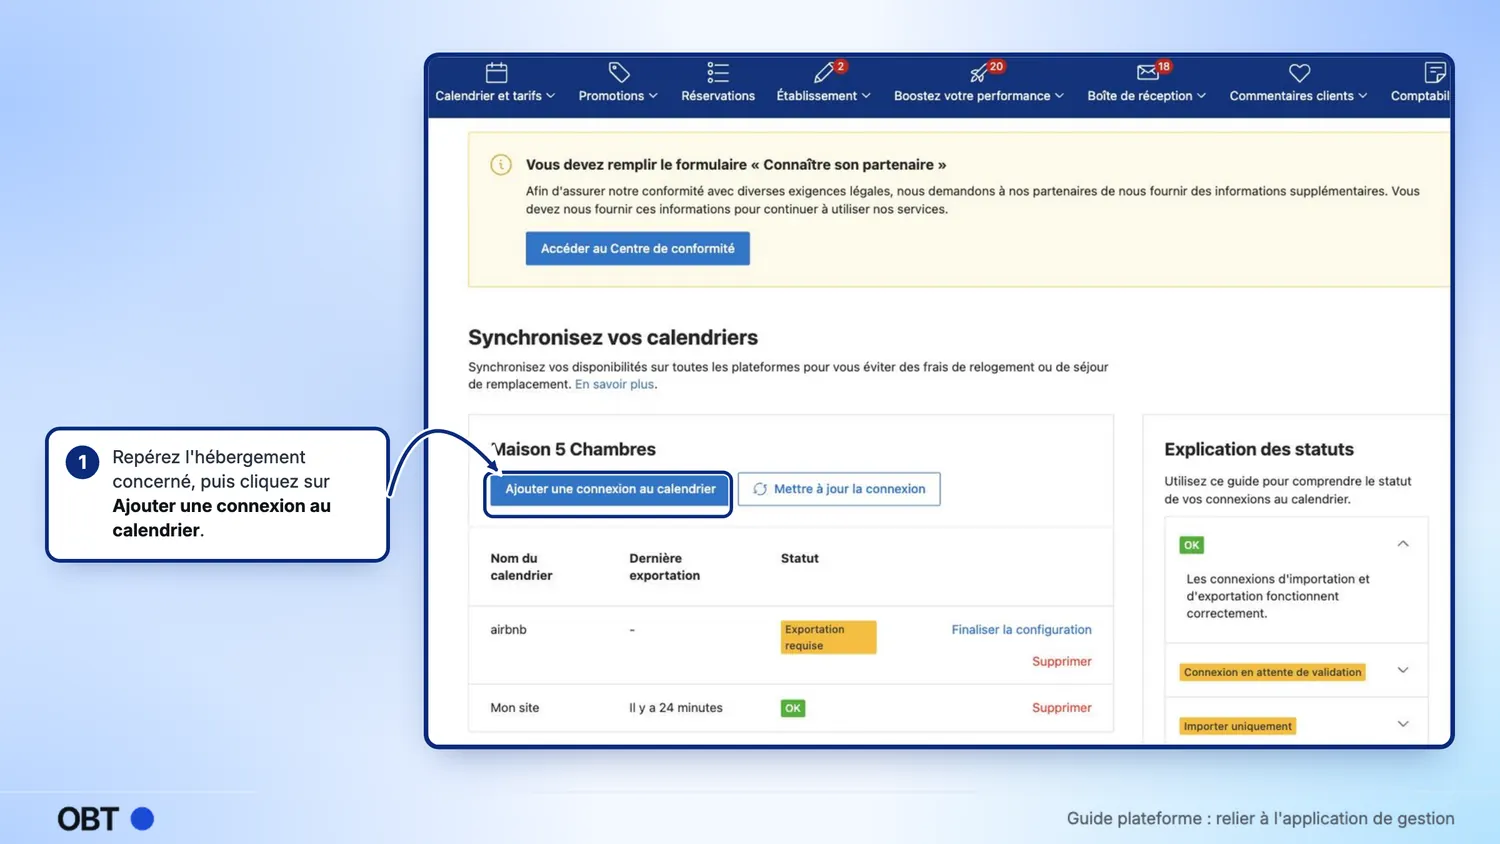 Calendrier et tarifs
Promotions
Réservations
2
Établissement
20
Boostez votre performance
18
Boîte de réception
Commentaires clients
Comptabil
Vous devez remplir le formulaire « Connaître son partenaire »
Afin d'assurer notre conformité avec diverses exigences légales, nous demandons à nos partenaires de nous fournir des informations supplémentaires. Vous
devez nous fournir ces informations pour continuer à utiliser nos services.
Accéder au Centre de conformité
Synchronisez vos calendriers
Synchronisez vos disponibilités sur toutes les plateformes pour vous éviter des frais de relogement ou de séjour
de remplacement. En savoir plus.
1
Repérez l'hébergement
concerné, puis cliquez sur
Ajouter une connexion au
calendrier.
Maison 5 Chambres
Ajouter une connexion au calendrier
Mettre à jour la connexion
Nom du
calendrier
Dernière
exportation
Statut
airbnb
-
Exportation
requise
Finaliser la configuration
Supprimer
Mon site
Il y a 24 minutes
OK
Supprimer
Explication des statuts
Utilisez ce guide pour comprendre le statut
de vos connexions au calendrier.
OK
Les connexions d'importation et
d'exportation fonctionnent
correctement.
Connexion en attente de validation
Importer uniquement
OBT
Guide plateforme : relier à l'application de gestion